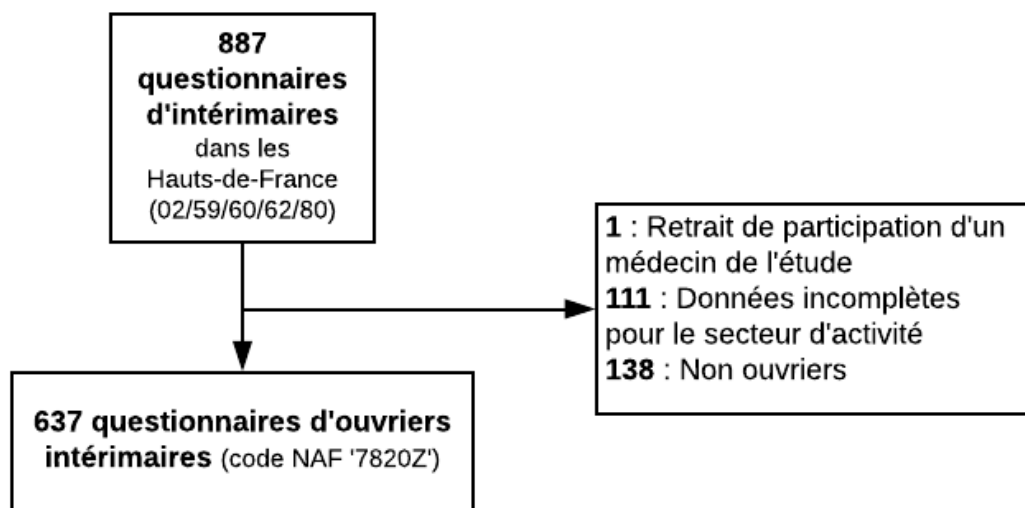 887
questionnaires
d'intérimaires
dans les
Hauts-de-France
(02/59/60/62/80)
1 : Retrait de participation d'un
médecin de l'étude
111 : Données incomplètes
pour le secteur d'activité
138 : Non ouvriers
637 questionnaires d'ouvriers
intérimaires (code NAF '7820Z')